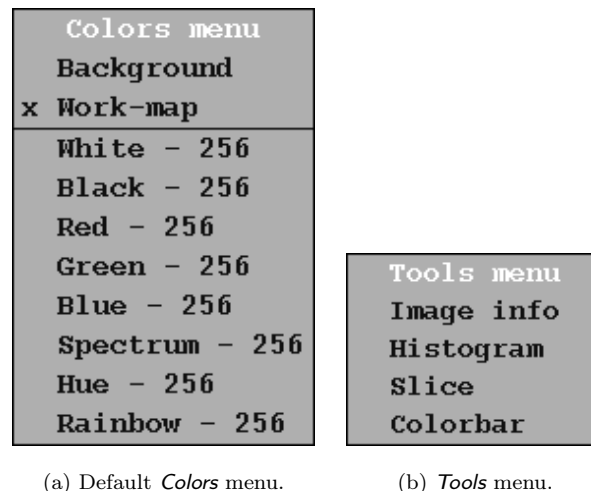 Colors menu
Background
x Work-map
White - 256
Black - 256
Red - 256
Green - 256
Blue - 256
Spectrum - 256
Hue - 256
Rainbow - 256
(a) Default Colors menu.
Tools menu
Image info
Histogram
Slice
Colorbar
(b) Tools menu.